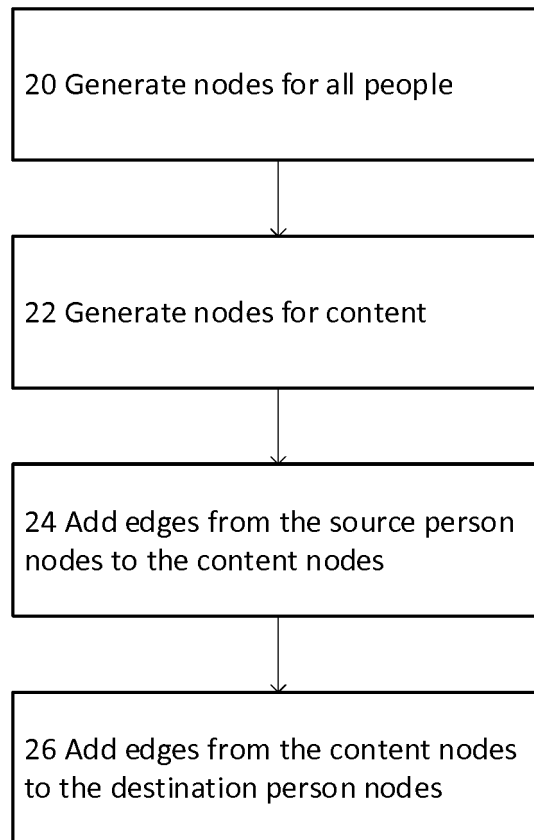 20 Generate nodes for all people
22 Generate nodes for content
24 Add edges from the source person
nodes to the content nodes
26 Add edges from the content nodes
to the destination person nodes